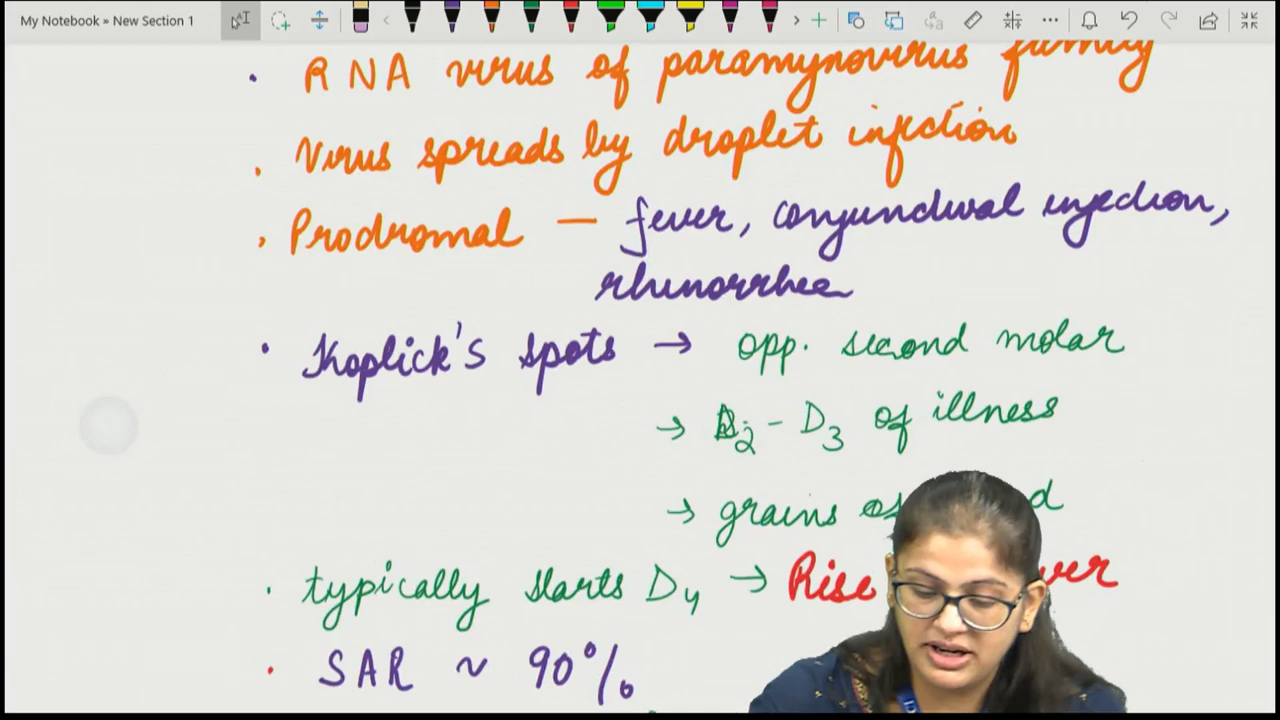 My Notebook » New Section 1
• RNA virus of paramynovirus family
• Virus spreads by droplet infection
• Prodromal — fever, conjunctival injection,
rhinorrhea
• Koplick's spots → opp. second molar
→ D2 - D3 of illness
→ grains
• typically starts D4 → Rise
• SAR ~ 90%